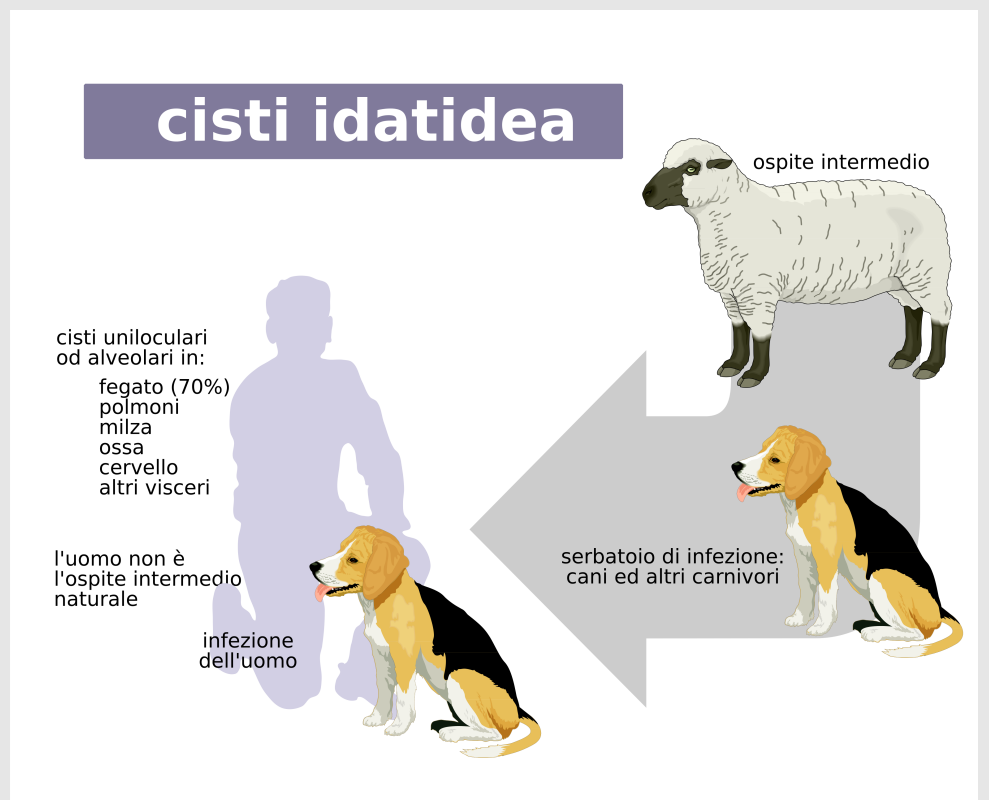 cisti idatidea
ospite intermedio
cisti uniloculari
od alveolari in:
fegato (70%)
polmoni
milza
ossa
cervello
altri visceri
l'uomo non è
l'ospite intermedio
naturale
infezione
dell'uomo
serbatoio di infezione:
cani ed altri carnivori